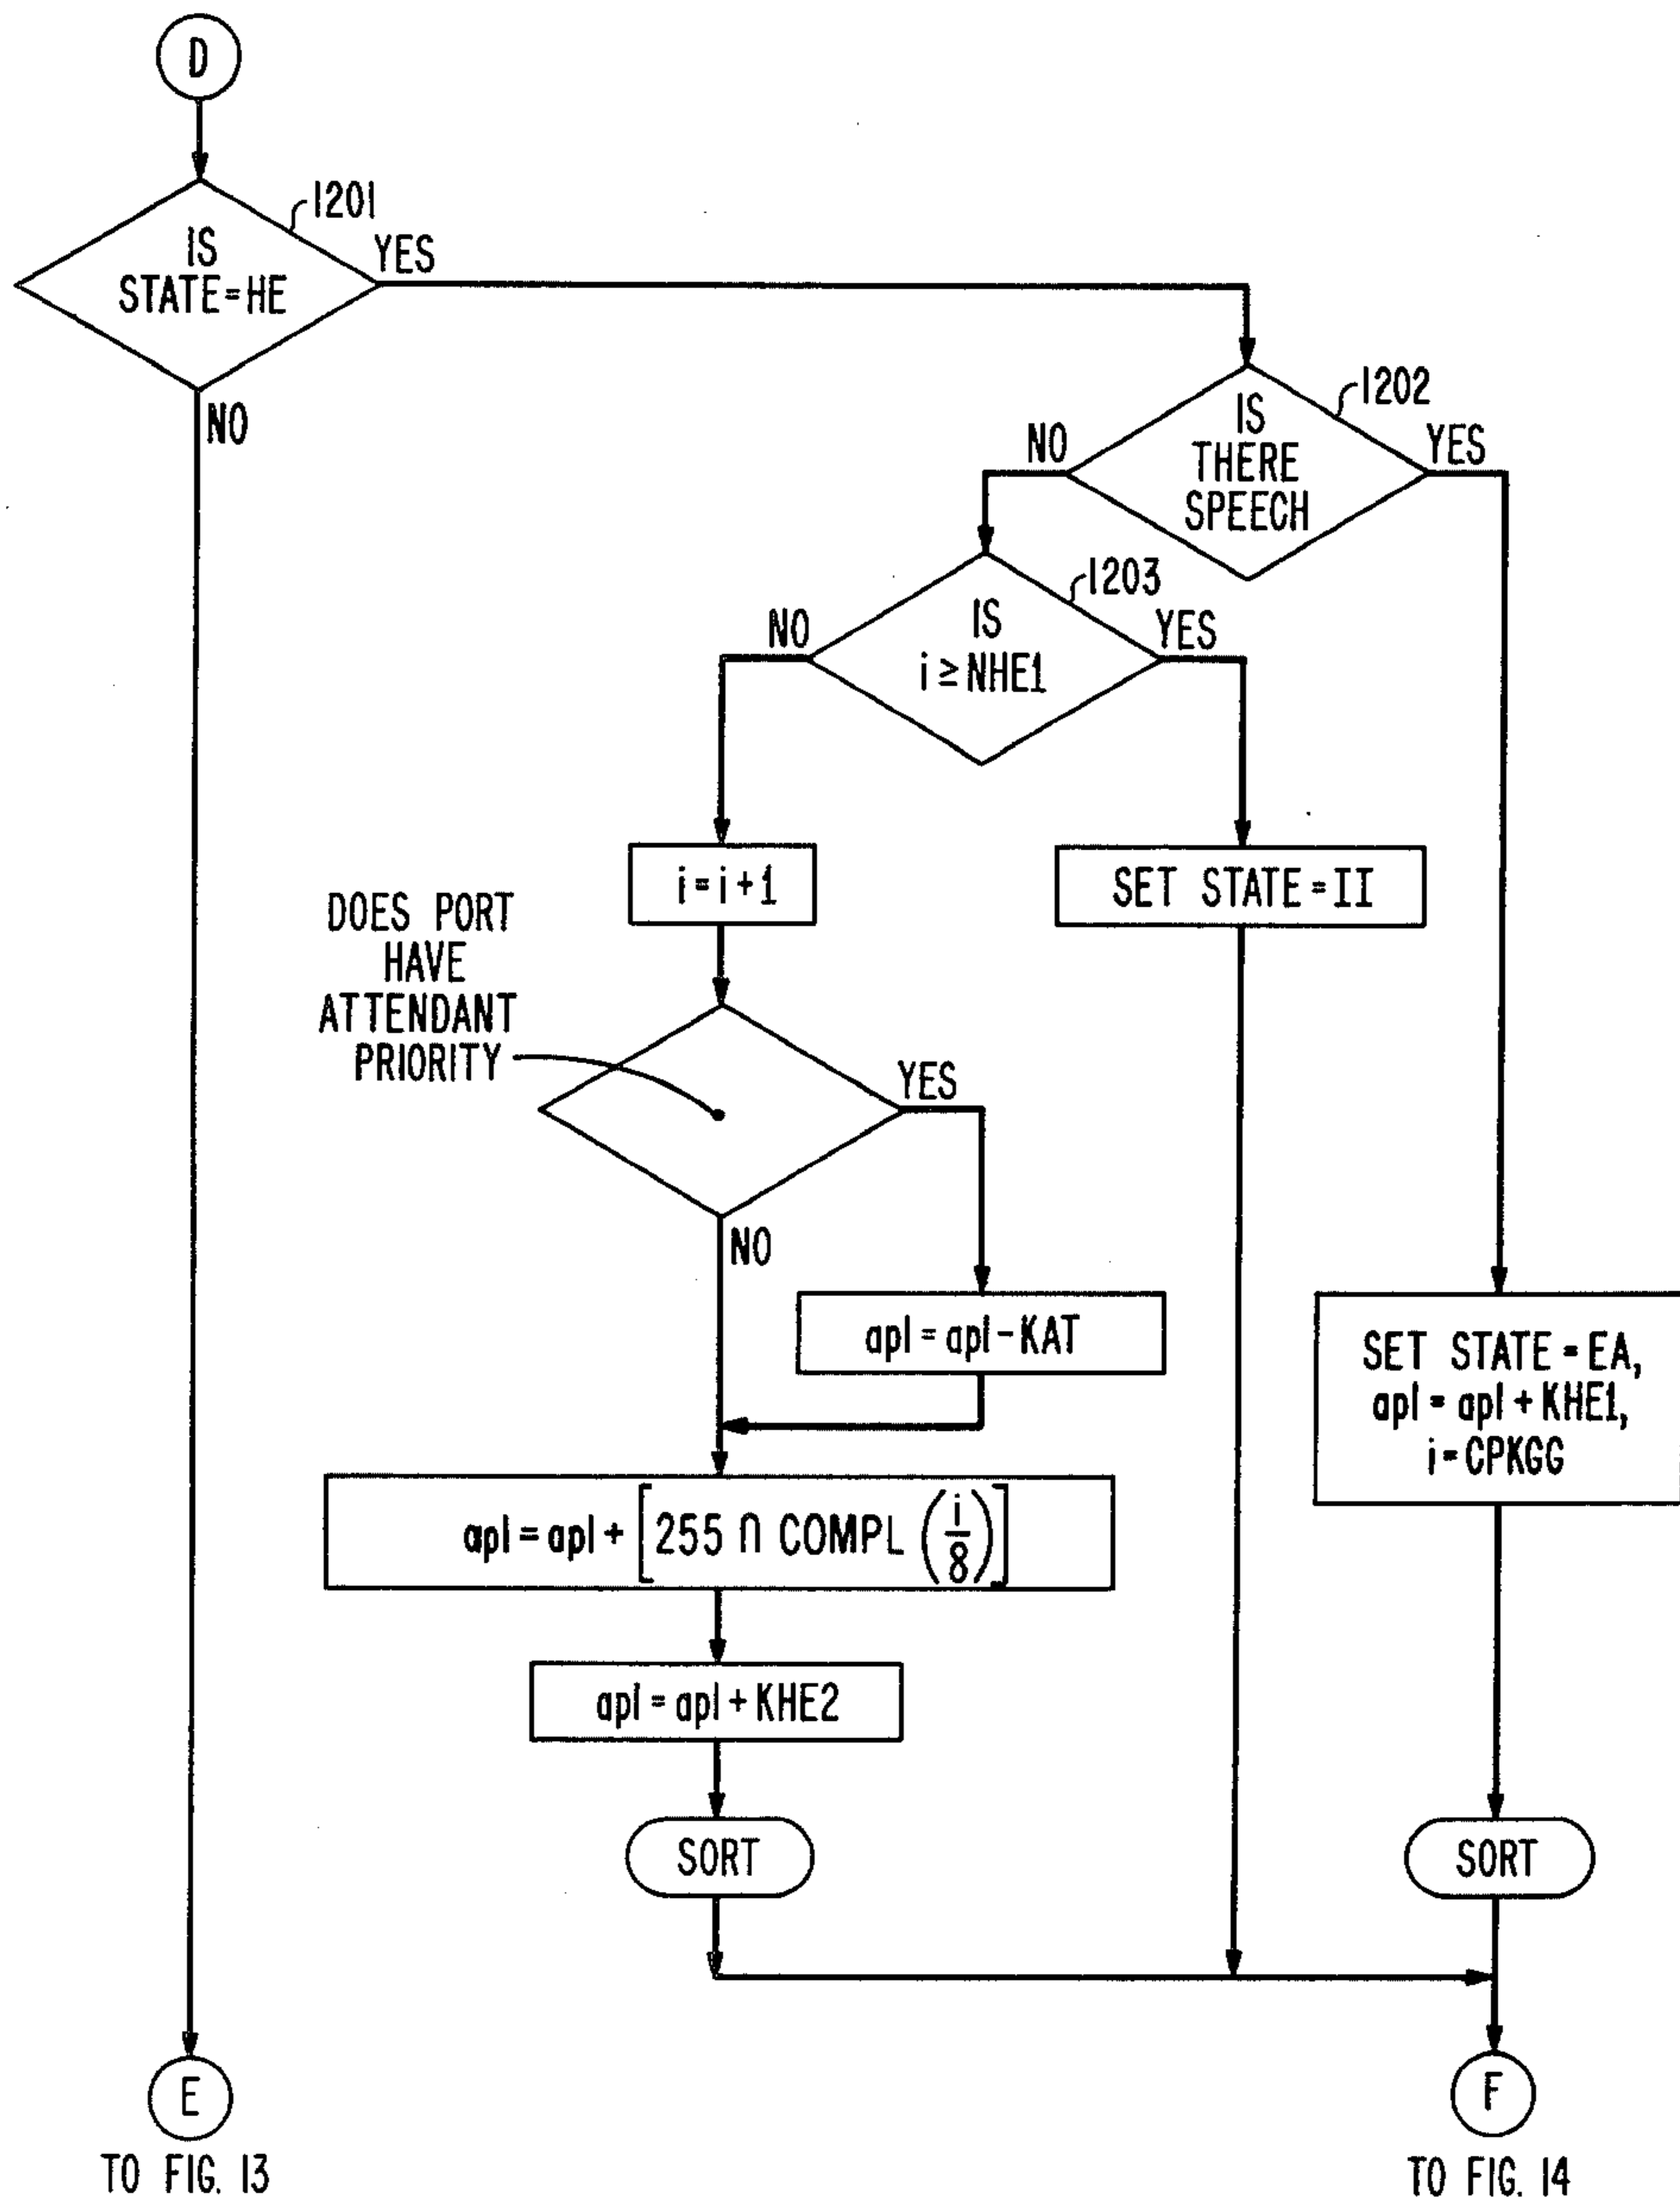 D
1201
IS
STATE=HE
YES
NO
1202
IS
THERE
SPEECH
NO
YES
1203
IS
i ≥ NHE1
NO
YES
i = i + 1
SET STATE = II
DOES PORT
HAVE
ATTENDANT
PRIORITY
YES
NO
apl = apl - KAT
SET STATE = EA,
apl = apl + KHE1,
i = CPKGG
apl = apl + [255 ∩ COMPL (i/8)]
apl = apl + KHE2
SORT
SORT
E
TO FIG. 13
F
TO FIG. 14